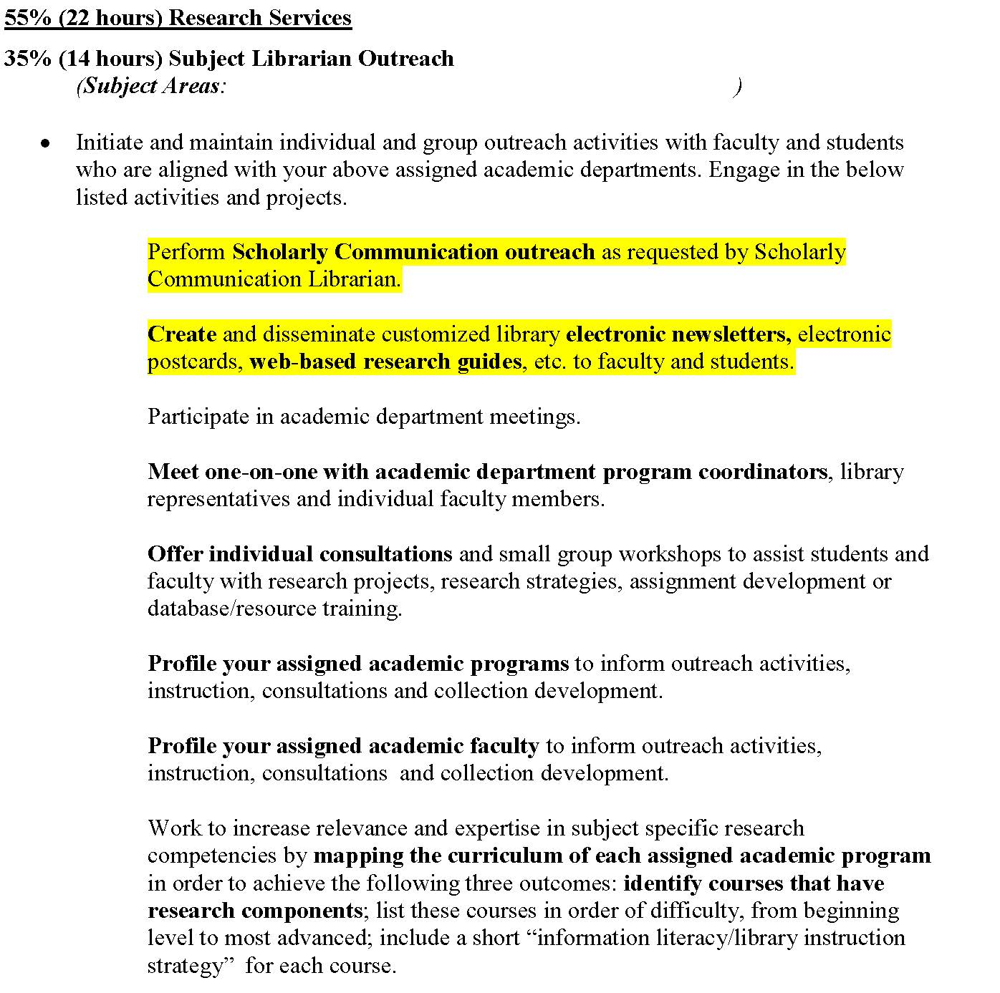 55% (22 hours) Research Services
35% (14 hours) Subject Librarian Outreach
(Subject Areas: )
• Initiate and maintain individual and group outreach activities with faculty and students
who are aligned with your above assigned academic departments. Engage in the below
listed activities and projects.
Perform Scholarly Communication outreach as requested by Scholarly
Communication Librarian.
Create and disseminate customized library electronic newsletters, electronic
postcards, web-based research guides, etc. to faculty and students.
Participate in academic department meetings.
Meet one-on-one with academic department program coordinators, library
representatives and individual faculty members.
Offer individual consultations and small group workshops to assist students and
faculty with research projects, research strategies, assignment development or
database/resource training.
Profile your assigned academic programs to inform outreach activities,
instruction, consultations and collection development.
Profile your assigned academic faculty to inform outreach activities,
instruction, consultations  and collection development.
Work to increase relevance and expertise in subject specific research
competencies by mapping the curriculum of each assigned academic program
in order to achieve the following three outcomes: identify courses that have
research components; list these courses in order of difficulty, from beginning
level to most advanced; include a short “information literacy/library instruction
strategy”  for each course.